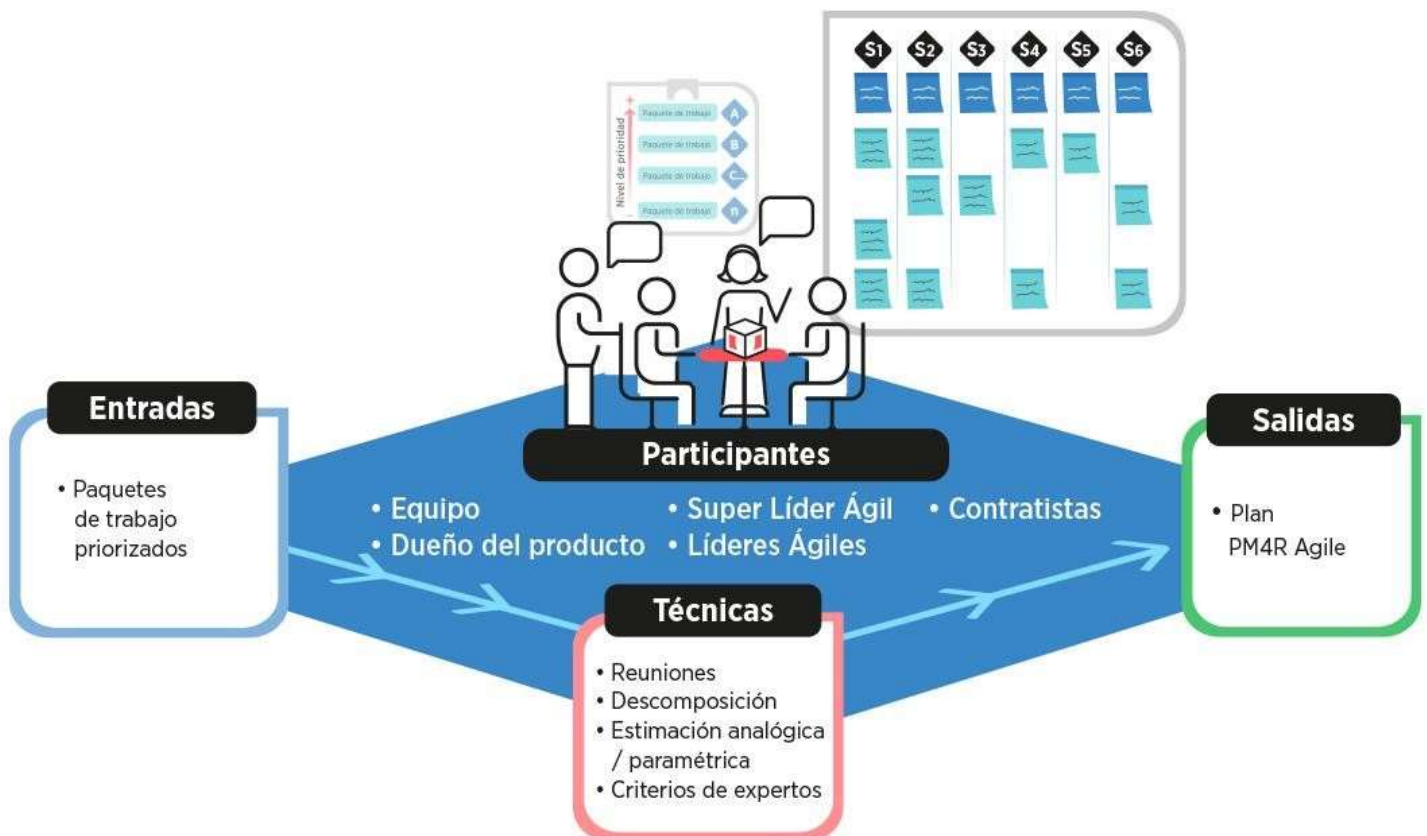 S1 S2 S3 S4 S5 S6
Nivel de prioridad
Paquete de trabajo A
Paquete de trabajo B
Paquete de trabajo C
Paquete de trabajo n
Entradas
• Paquetes
de trabajo
priorizados
Participantes
• Equipo
• Dueño del producto
• Super Líder Ágil
• Líderes Ágiles
• Contratistas
Técnicas
• Reuniones
• Descomposición
• Estimación analógica
/ paramétrica
• Criterios de expertos
Salidas
• Plan
PM4R Agile